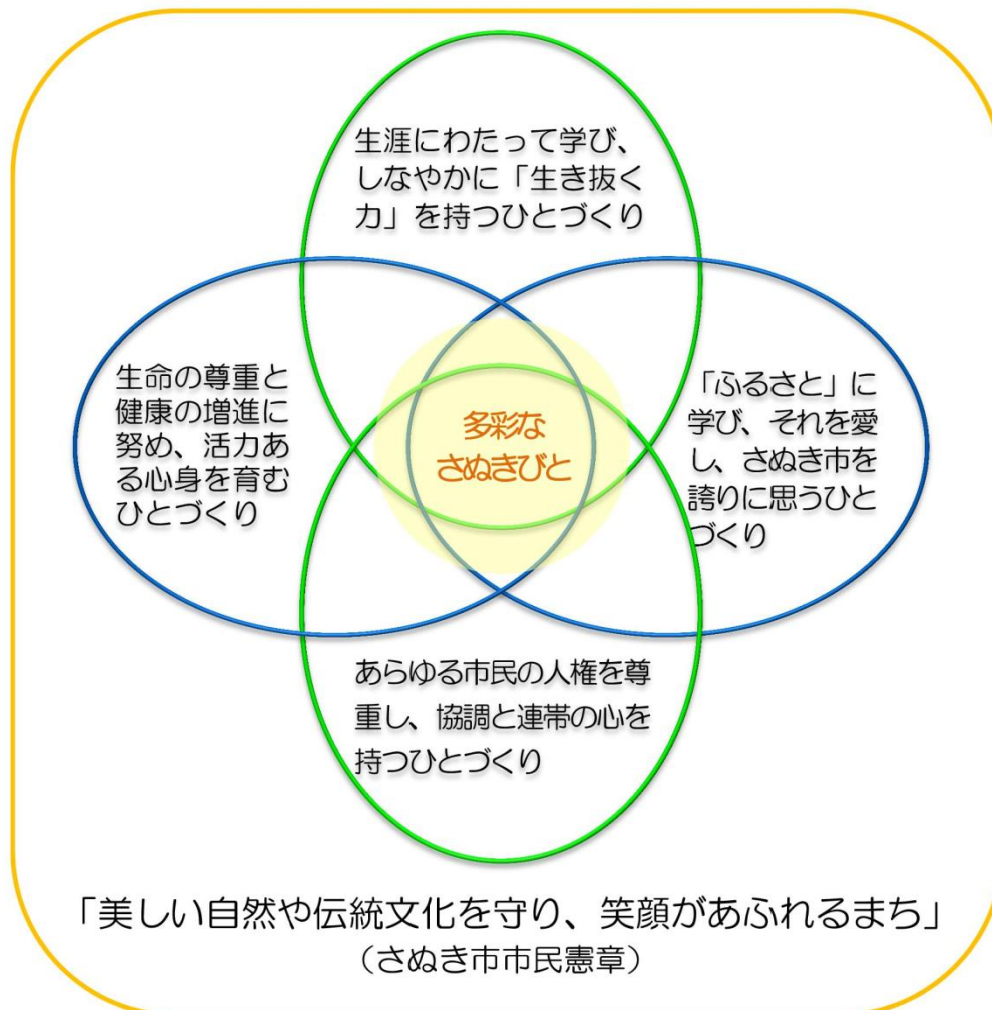 生涯にわたって学び、
しなやかに「生き抜く
力」を持つひとづくり
生命の尊重と
健康の増進に
努め、活力あ
る心身を育む
ひとづくり
多彩な
さぬきびと
「ふるさと」に
学び、それを愛
し、さぬき市を
誇りに思うひと
づくり
あらゆる市民の人権を尊
重し、協調と連帯の心を
持つひとづくり
「美しい自然や伝統文化を守り、笑顔があふれるまち」
（さぬき市市民憲章）